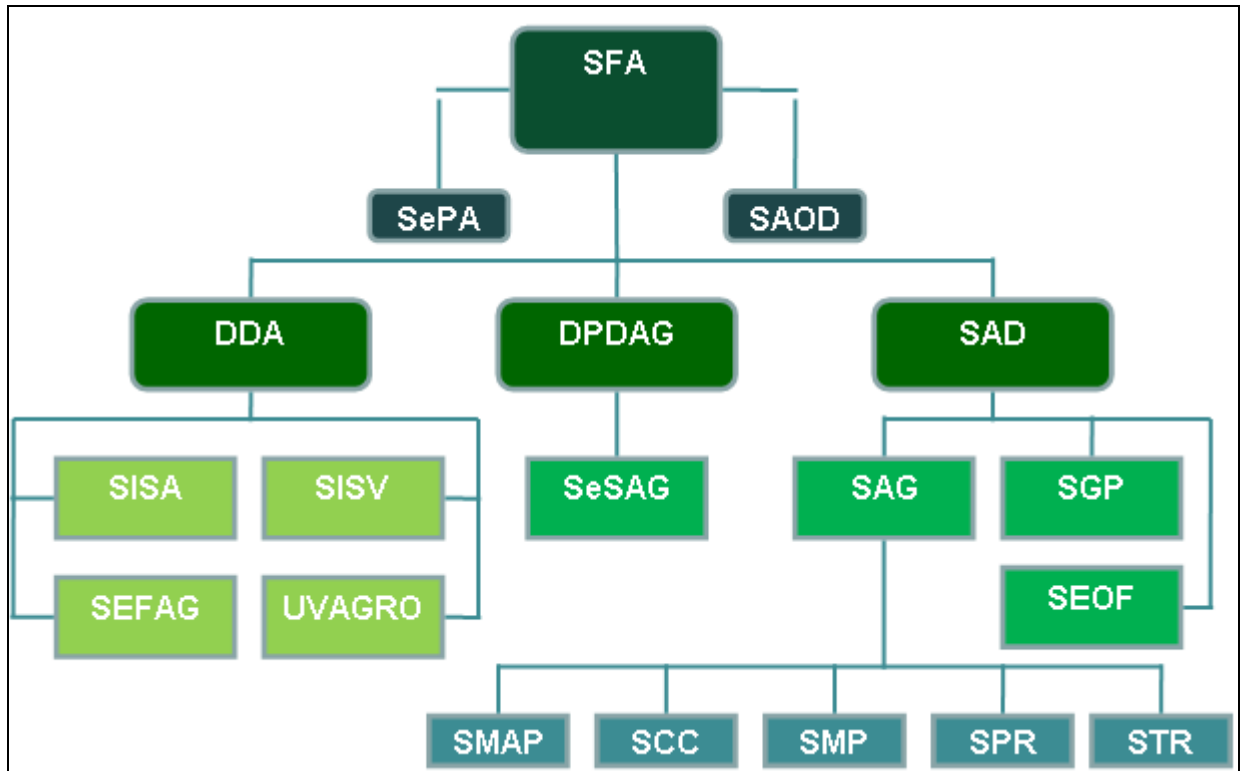 SFA
SePA
SAOD
DDA
DPDAG
SAD
SISA
SISV
SeSAG
SAG
SGP
SEFAG
UVAGRO
SEOF
SMAP
SCC
SMP
SPR
STR